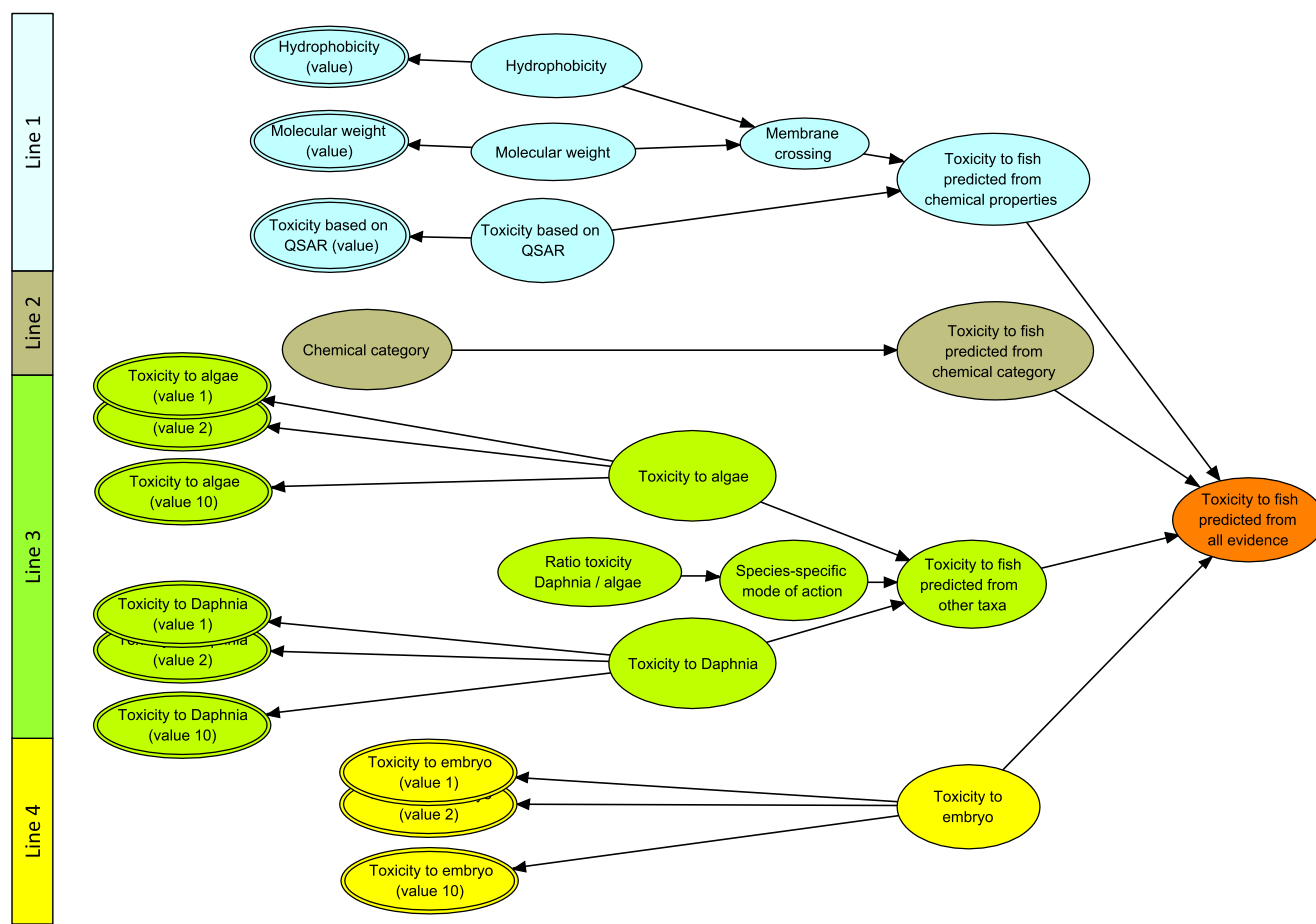 Line 1
Hydrophobicity
(value)
Hydrophobicity
Molecular weight
(value)
Molecular weight
Membrane
crossing
Toxicity to fish
predicted from
chemical properties
Toxicity based on
QSAR (value)
Toxicity based on
QSAR
Line 2
Chemical category
Toxicity to fish
predicted from
chemical category
Line 3
Toxicity to algae
(value 1)
(value 2)
Toxicity to algae
(value 10)
Toxicity to algae
Ratio toxicity
Daphnia / algae
Species-specific
mode of action
Toxicity to fish
predicted from
other taxa
Toxicity to fish
predicted from
all evidence
Toxicity to Daphnia
(value 1)
(value 2)
Toxicity to Daphnia
(value 10)
Toxicity to Daphnia
Line 4
Toxicity to embryo
(value 1)
(value 2)
Toxicity to embryo
(value 10)
Toxicity to
embryo